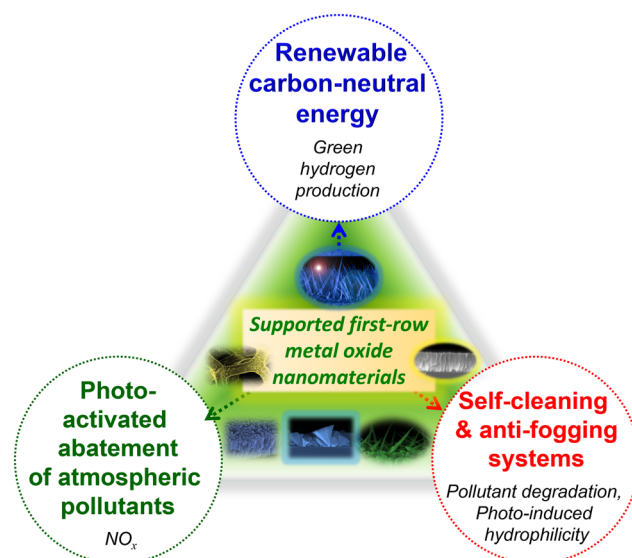 Renewable
carbon-neutral
energy
Green
hydrogen
production
Supported first-row
metal oxide
nanomaterials
Photo-
activated
abatement
of atmospheric
pollutants
NOx
Self-cleaning
& anti-fogging
systems
Pollutant degradation,
Photo-induced
hydrophilicity